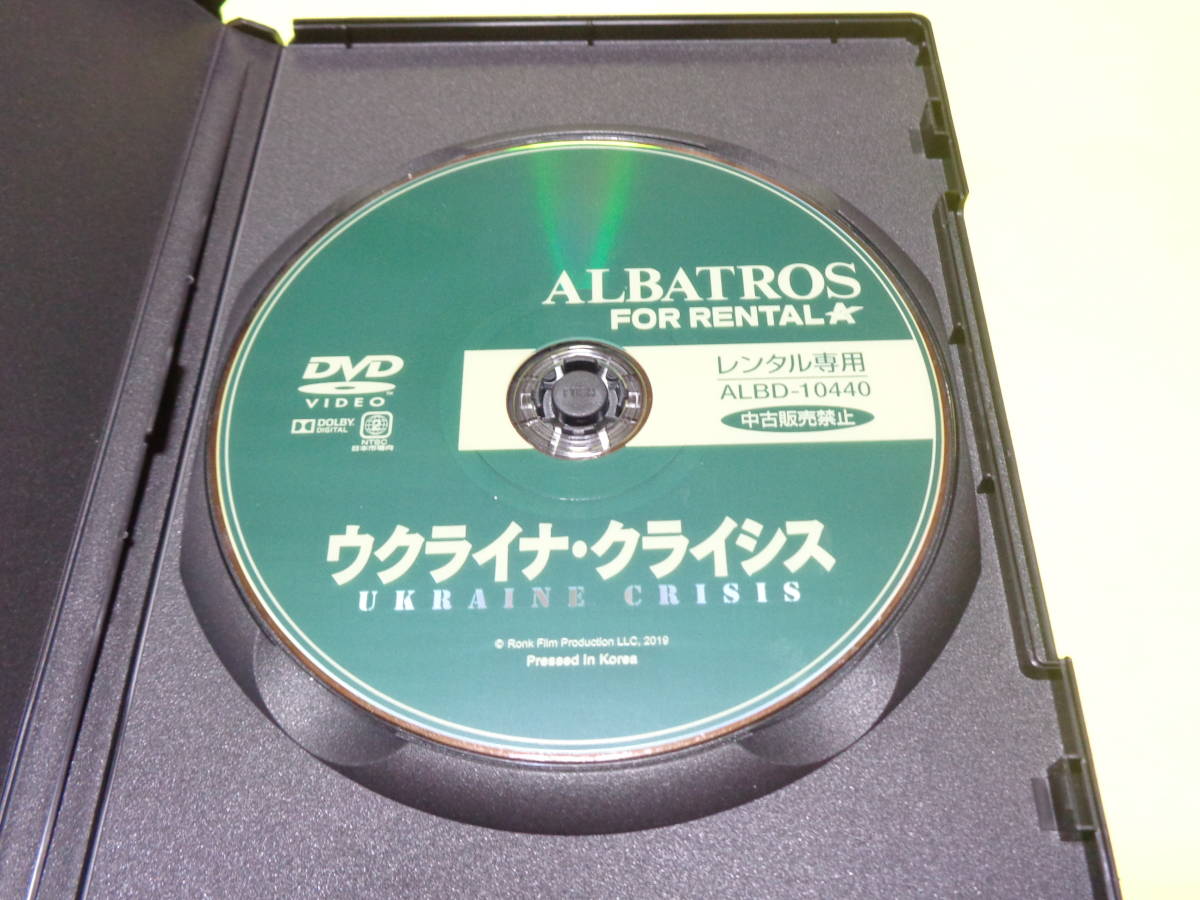 ALBATROS
FOR RENTAL
DVD
VIDEO
DOLBY
DIGITAL
2
NTSC
日本市場向
レンタル専用
ALBD-10440
中古販売禁止
ウクライナ・クライシス
UKRAINE CRISIS
© Ronk Film Production LLC, 2019
Pressed In Korea